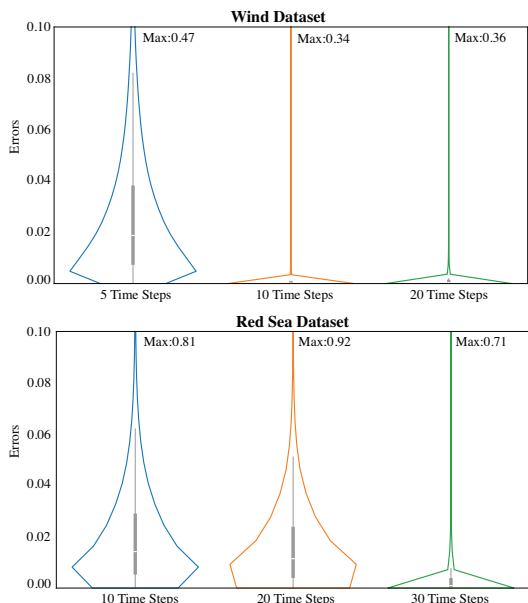 Wind Dataset
0.10
Max:0.47
Max:0.34
Max:0.36
0.08
0.06
Errors
0.04
0.02
0.00
5 Time Steps
10 Time Steps
20 Time Steps
Red Sea Dataset
0.10
Max:0.81
Max:0.92
Max:0.71
0.08
0.06
Errors
0.04
0.02
0.00
10 Time Steps
20 Time Steps
30 Time Steps